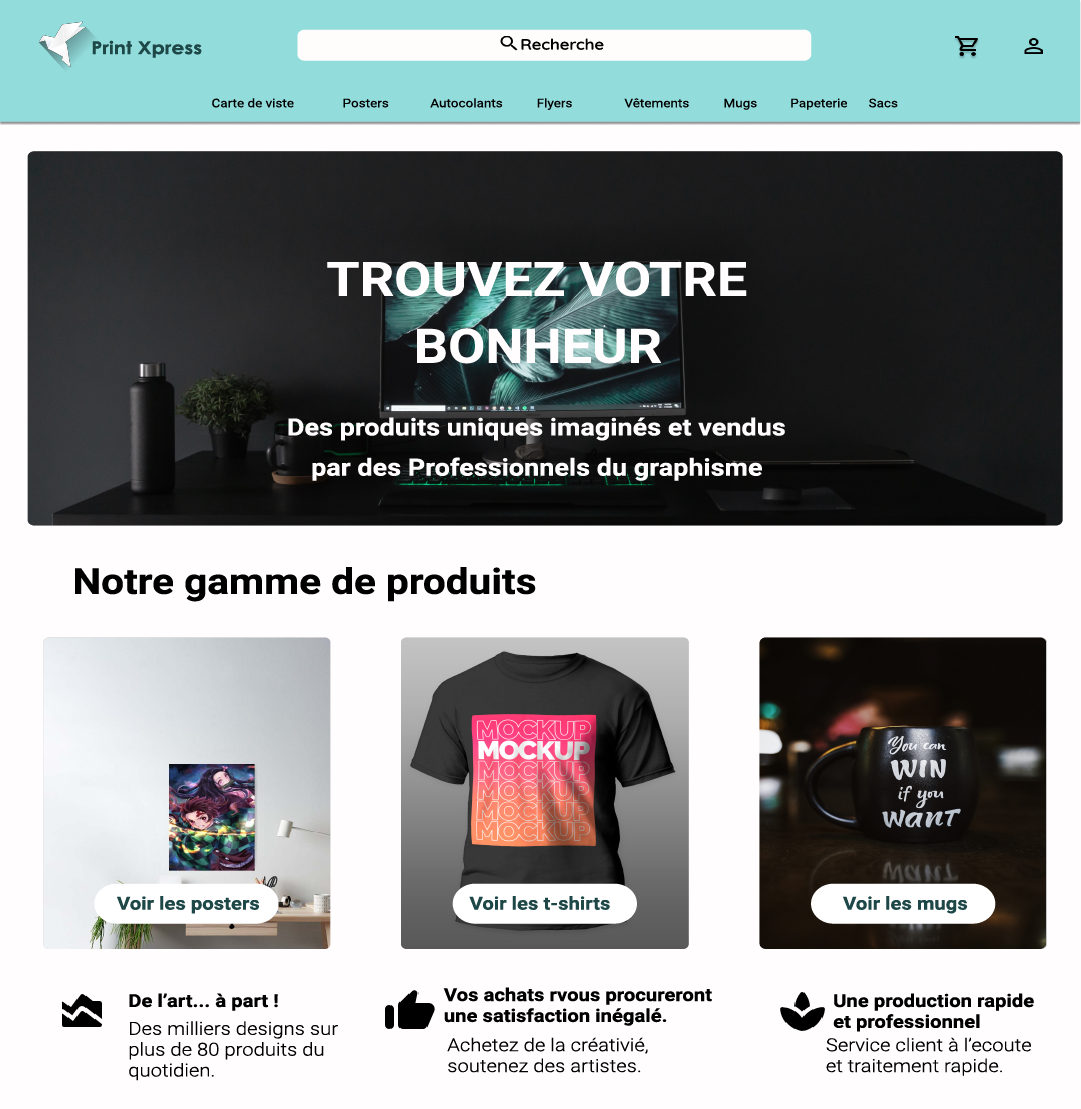 Print Xpress
Recherche
Carte de viste Posters Autocolants Flyers Vêtements Mugs Papeterie Sacs
TROUVEZ VOTRE
BONHEUR
Des produits uniques imaginés et vendus
par des Professionnels du graphisme
Notre gamme de produits
Voir les posters
MOCKUP
MOCKUP
MOCKUP
MOCKUP
MOCKUP
MOCKUP
Voir les t-shirts
You can
WIN
if you
WANT
Voir les mugs
De l’art... à part !
Des milliers designs sur
plus de 80 produits du
quotidien.
Vos achats rvous procureront
une satisfaction inégalé.
Achetez de la créativié,
soutenez des artistes.
Une production rapide
et professionnel
Service client à l’ecoute
et traitement rapide.